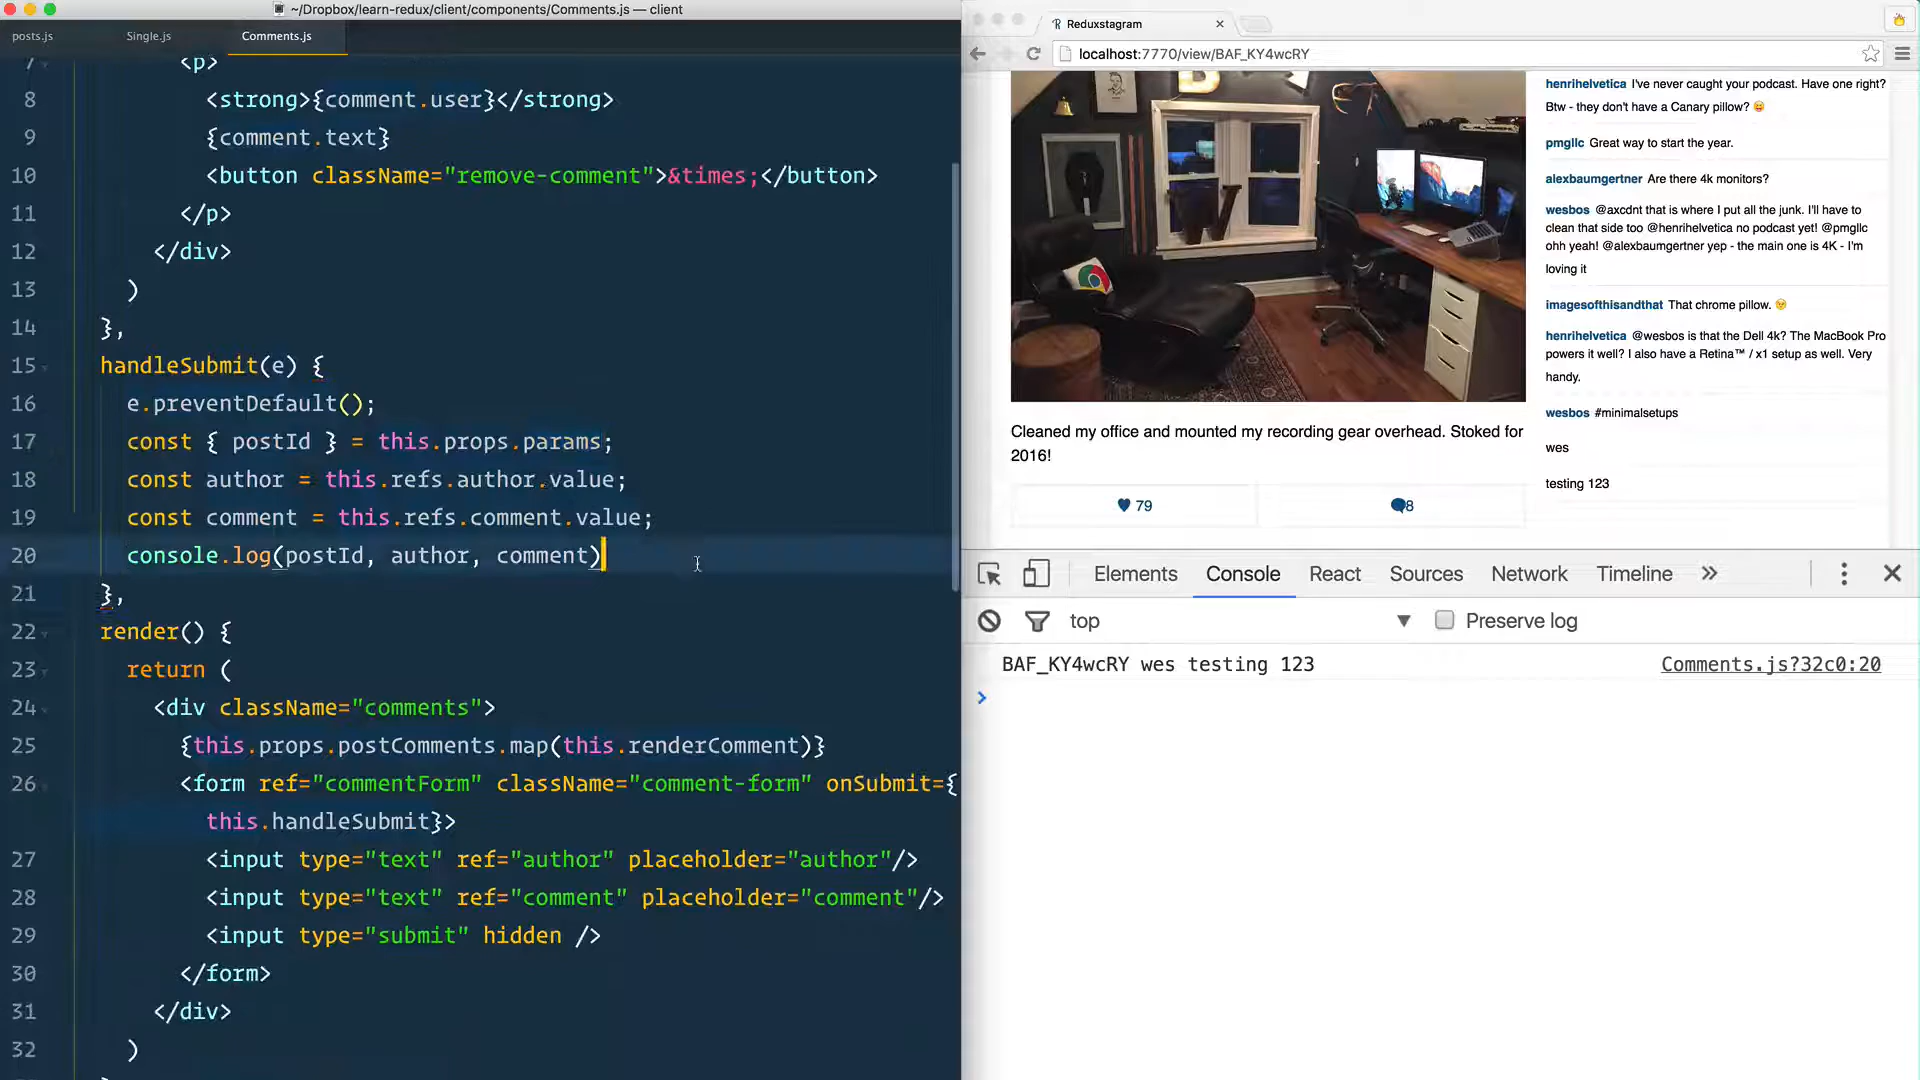 ~/Dropbox/learn-redux/client/components/Comments.js — client
posts.js Single.js Comments.js
7 <p>
8 <strong>{comment.user}</strong>
9 {comment.text}
10 <button className="remove-comment">&times;</button>
11 </p>
12 </div>
13 )
14 },
15 handleSubmit(e) {
16 e.preventDefault();
17 const { postId } = this.props.params;
18 const author = this.refs.author.value;
19 const comment = this.refs.comment.value;
20 console.log(postId, author, comment)
21 },
22 render() {
23 return (
24 <div className="comments">
25 {this.props.postComments.map(this.renderComment)}
26 <form ref="commentForm" className="comment-form" onSubmit={
this.handleSubmit}>
27 <input type="text" ref="author" placeholder="author"/>
28 <input type="text" ref="comment" placeholder="comment"/>
29 <input type="submit" hidden />
30 </form>
31 </div>
32 )
Reduxstagram
localhost:7770/view/BAF_KY4wcRY
Cleaned my office and mounted my recording gear overhead. Stoked for
2016!
79 8
henrihelvetica I've never caught your podcast. Have one right?
Btw - they don't have a Canary pillow? 😛
pmgllc Great way to start the year.
alexbaumgertner Are there 4k monitors?
wesbos @axcdnt that is where I put all the junk. I'll have to
clean that side too @henrihelvetica no podcast yet! @pmgllc
ohh yeah! @alexbaumgertner yep - the main one is 4K - I'm
loving it
imagesofthisandthat That chrome pillow. 😍
henrihelvetica @wesbos is that the Dell 4k? The MacBook Pro
powers it well? I also have a Retina™ / x1 setup as well. Very
handy.
wesbos #minimalsetups
wes
testing 123
Elements Console React Sources Network Timeline »
top Preserve log
BAF_KY4wcRY wes testing 123 Comments.js?32c0:20